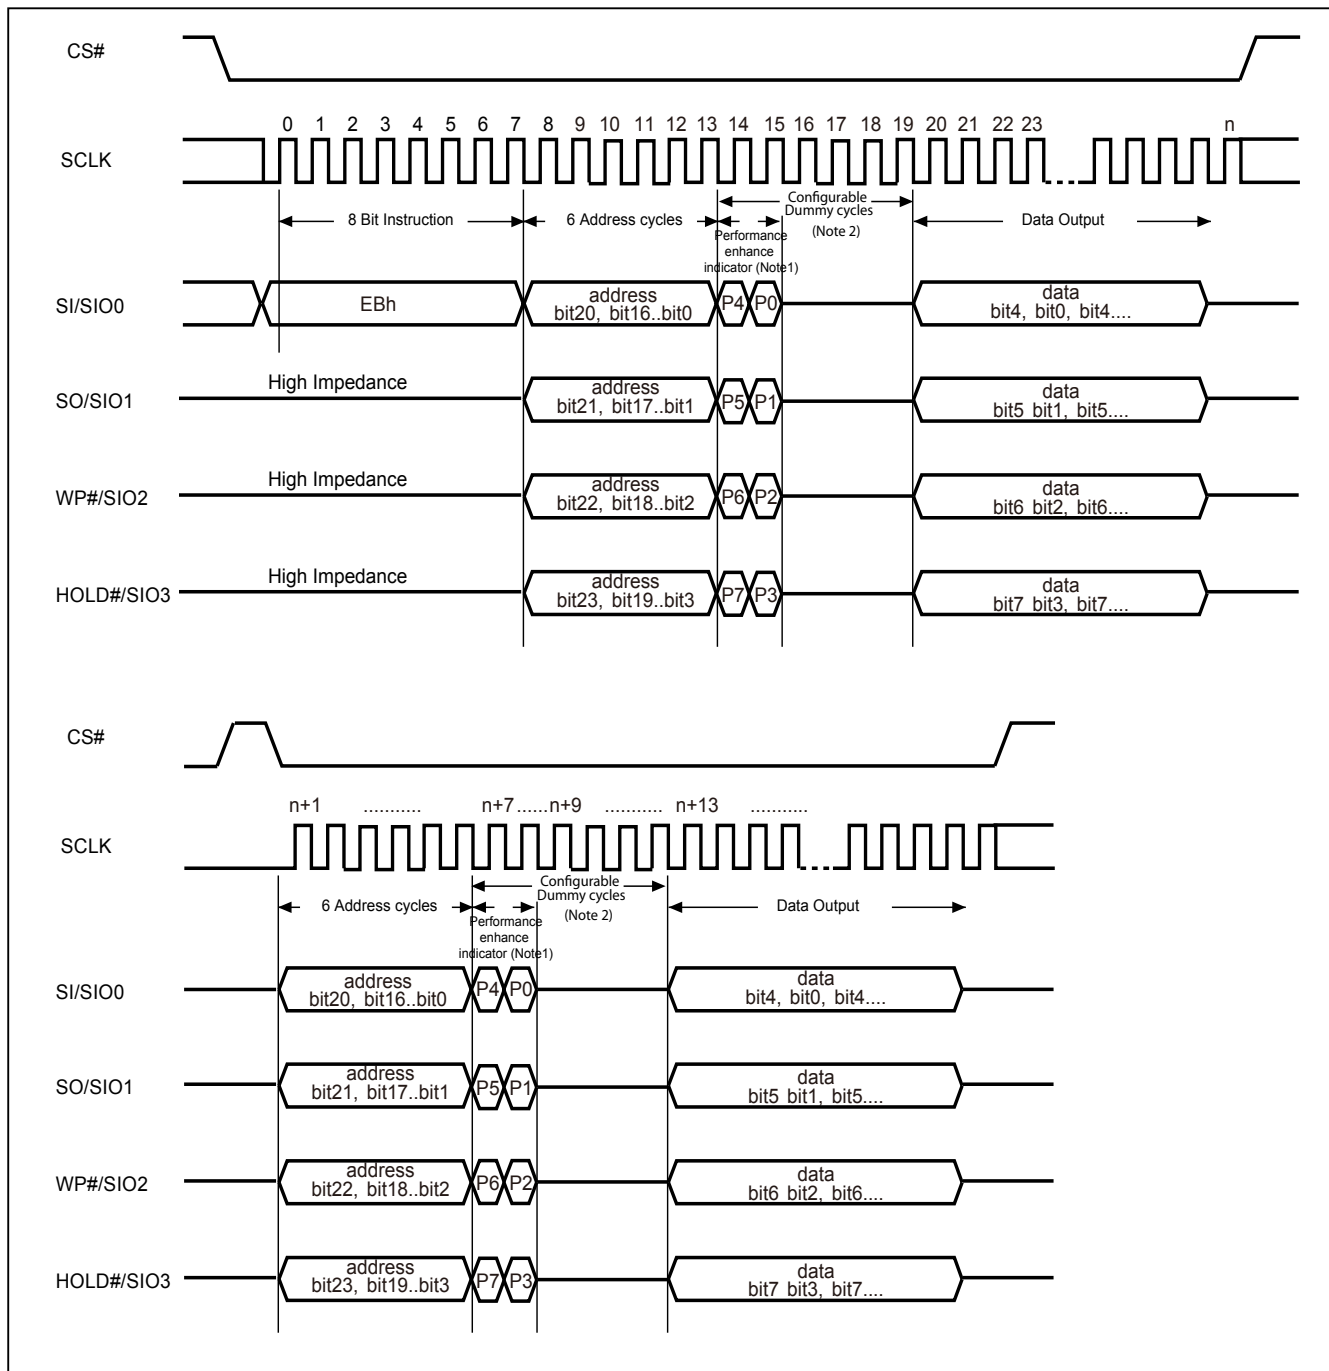 CS#
0 1 2 3 4 5 6 7 8 9 10 11 12 13 14 15 16 17 18 19 20 21 22 23 n
SCLK
8 Bit Instruction
6 Address cycles
Configurable
Dummy cycles
(Note 2)
Performance
enhance
indicator (Note1)
Data Output
SI/SIO0
EBh
address
bit20, bit16..bit0
P4 P0
data
bit4, bit0, bit4....
SO/SIO1
High Impedance
address
bit21, bit17..bit1
P5 P1
data
bit5 bit1, bit5....
WP#/SIO2
High Impedance
address
bit22, bit18..bit2
P6 P2
data
bit6 bit2, bit6....
HOLD#/SIO3
High Impedance
address
bit23, bit19..bit3
P7 P3
data
bit7 bit3, bit7....
CS#
n+1 ........... n+7 ......n+9 ........... n+13 ...........
SCLK
6 Address cycles
Configurable
Dummy cycles
(Note 2)
Performance
enhance
indicator (Note1)
Data Output
SI/SIO0
address
bit20, bit16..bit0
P4 P0
data
bit4, bit0, bit4....
SO/SIO1
address
bit21, bit17..bit1
P5 P1
data
bit5 bit1, bit5....
WP#/SIO2
address
bit22, bit18..bit2
P6 P2
data
bit6 bit2, bit6....
HOLD#/SIO3
address
bit23, bit19..bit3
P7 P3
data
bit7 bit3, bit7....